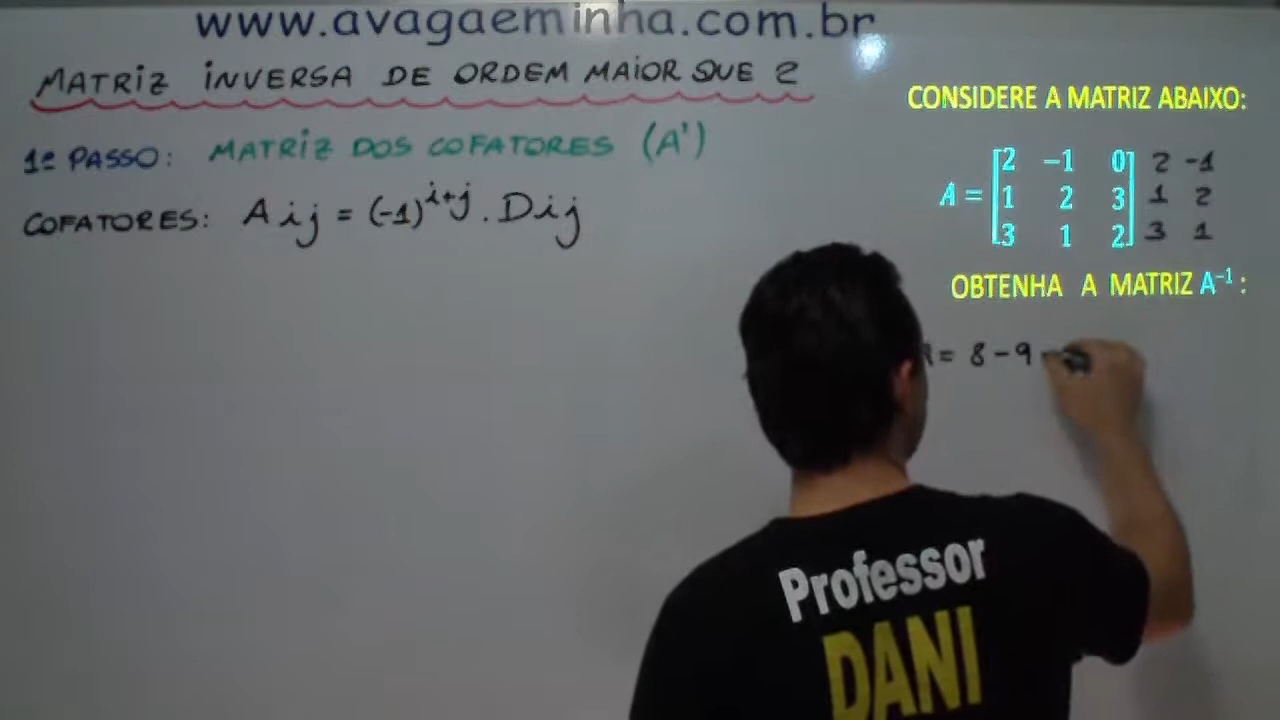 www.avagaeminha.com.br
MATRIZ INVERSA DE ORDEM MAIOR QUE 2
1º PASSO: MATRIZ DOS COFATORES (A')
COFATORES: Aij = (-1)^{i+j} . Dij
CONSIDERE A MATRIZ ABAIXO:
2 -1 0 2 -1
A = 1 2 3 1 2
3 1 2 3 1
OBTENHA A MATRIZ A⁻¹ :
= 8 - 9 -
Professor
DANI